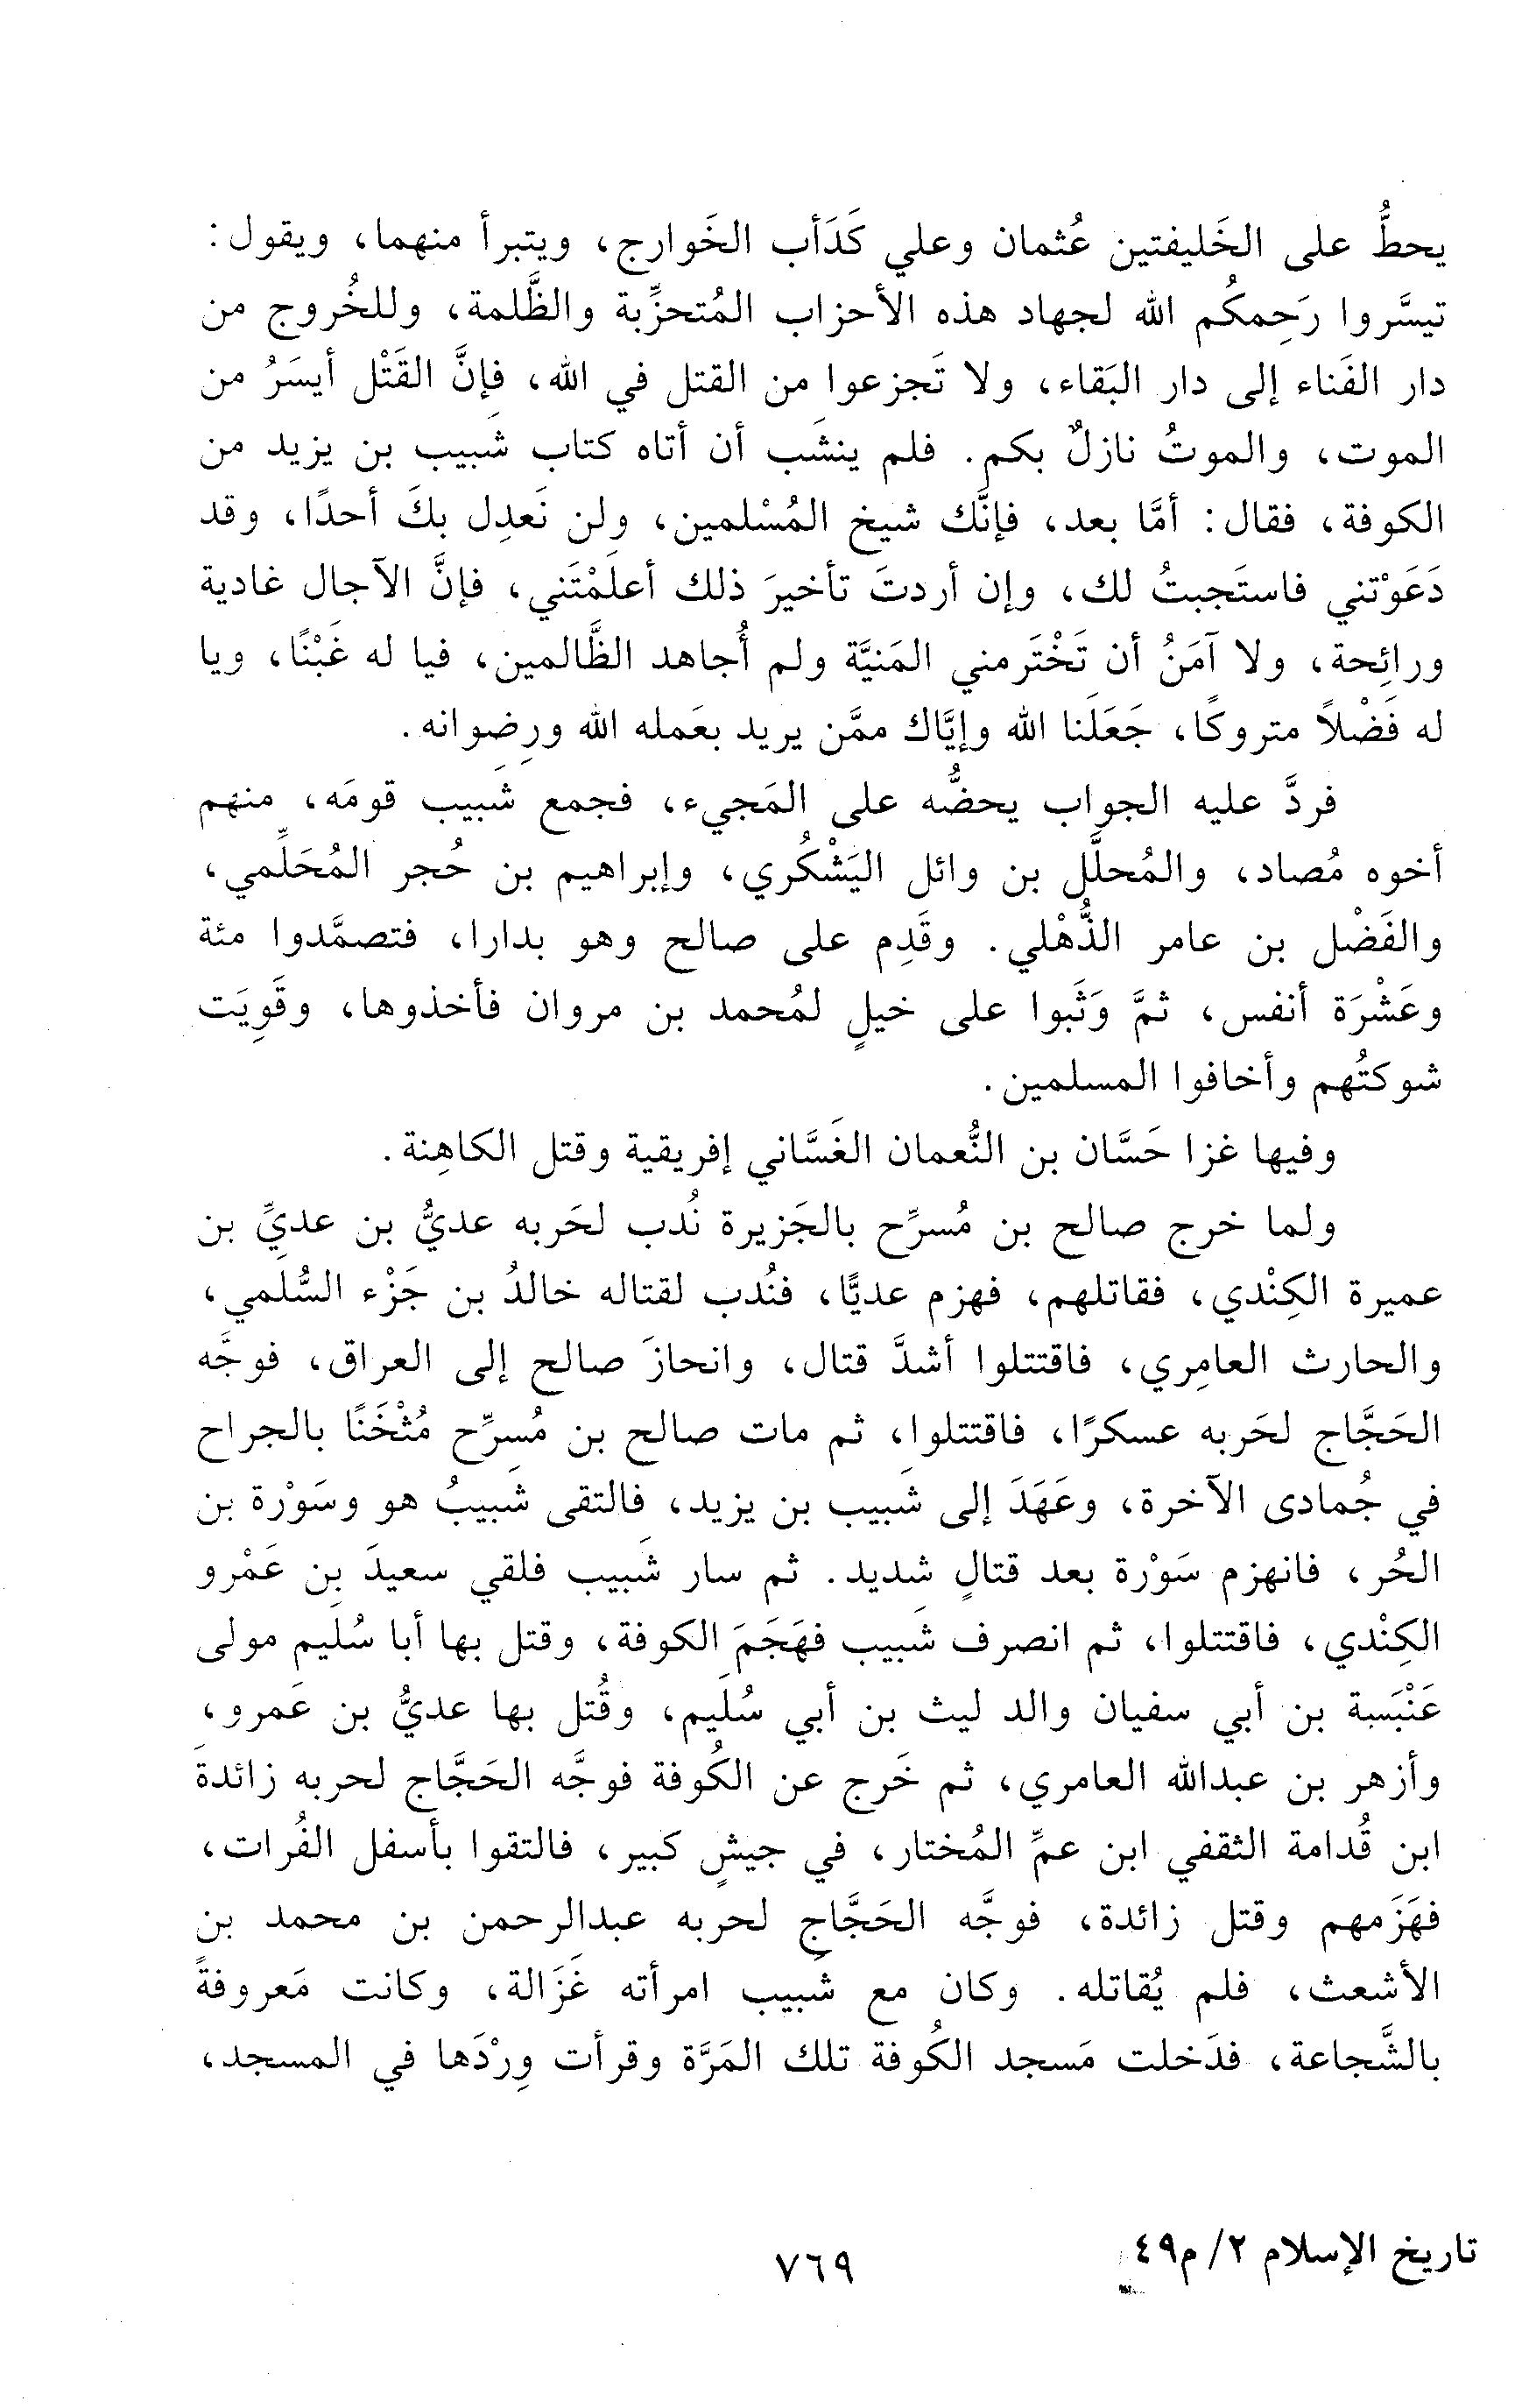 يحطُّ على الخَليفتين عُثمان وعلي كَدَأب الخَوارج، ويتبرأ منهما، ويقول:
تيسَّروا رَحِمكُم الله لجهاد هذه الأحزاب المُتحزِّبة والظَّلمة، وللخُروج من
دار الفَناء إلى دار البَقاء، ولا تَجزعوا من القتل في الله، فإنَّ القَتْل أيسَرُ من
الموت، والموتُ نازلٌ بكم. فلم ينشَب أن أتاه كتاب شَبيب بن يزيد من
الكوفة، فقال: أمَّا بعد، فإنَّك شيخ المُسْلمين، ولن نَعدِل بكَ أحدًا، وقد
دَعَوْتني فاستَجبتُ لك، وإن أردتَ تأخيرَ ذلك أعلَمْتَني، فإنَّ الآجال غادية
ورائِحة، ولا آمَنُ أن تَخْتَرمني المَنيَّة ولم أُجاهد الظَّالمين، فيا له غَبْنًا، ويا
له فَضْلاً متروكًا، جَعَلَنا الله وإيَّاك ممَّن يريد بعَمله الله ورِضوانه.
فردَّ عليه الجواب يحضُّه على المَجيء، فجمع شَبيب قومَه، منهم
أخوه مُصاد، والمُحلَّل بن وائل اليَشْكُري، وإبراهيم بن حُجر المُحَلِّمي،
والفَضْل بن عامر الذُّهْلي. وقَدِم على صالح وهو بدارا، فتصمَّدوا مئة
وعَشْرَة أنفس، ثمَّ وَثَبوا على خيلٍ لمُحمد بن مروان فأخذوها، وقَوِيَت
شوكتُهم وأخافوا المسلمين.
وفيها غزا حَسَّان بن النُّعمان الغَسَّاني إفريقية وقتل الكاهِنة.
ولما خرج صالح بن مُسرِّح بالجَزيرة نُدب لحَربه عديُّ بن عديِّ بن
عميرة الكِنْدي، فقاتلهم، فهزم عديًّا، فنُدب لقتاله خالدُ بن جَزْء السُّلَمي،
والحارث العامِري، فاقتتلوا أشدَّ قتال، وانحازَ صالح إلى العراق، فوجَّه
الحَجَّاج لحَربه عسكرًا، فاقتتلوا، ثم مات صالح بن مُسرِّح مُثْخَنًا بالجراح
في جُمادى الآخرة، وعَهَدَ إلى شَبيب بن يزيد، فالتقى شَبيبُ هو وسَوْرة بن
الحُر، فانهزم سَوْرة بعد قتالٍ شديد. ثم سار شَبيب فلقي سعيدَ بن عَمْرو
الكِنْدي، فاقتتلوا، ثم انصرف شَبيب فهَجَمَ الكوفة، وقتل بها أبا سُليم مولى
عَنْبَسة بن أبي سفيان والد ليث بن أبي سُلَيم، وقُتل بها عديُّ بن عَمرو،
وأزهر بن عبدالله العامري، ثم خَرج عن الكُوفة فوجَّه الحَجَّاج لحربه زائدةَ
ابن قُدامة الثقفي ابن عمِّ المُختار، في جيشٍ كبير، فالتقوا بأسفل الفُرات،
فهَزَمهم وقتل زائدة، فوجَّه الحَجَّاج لحربه عبدالرحمن بن محمد بن
الأشعث، فلم يُقاتله. وكان مع شَبيب امرأته غَزَالة، وكانت مَعروفةً
بالشَّجاعة، فدَخلت مَسجد الكُوفة تلك المَرَّة وقرأت وِرْدَها في المسجد،
تاريخ الإسلام ٢/ م٤٩
٧٦٩